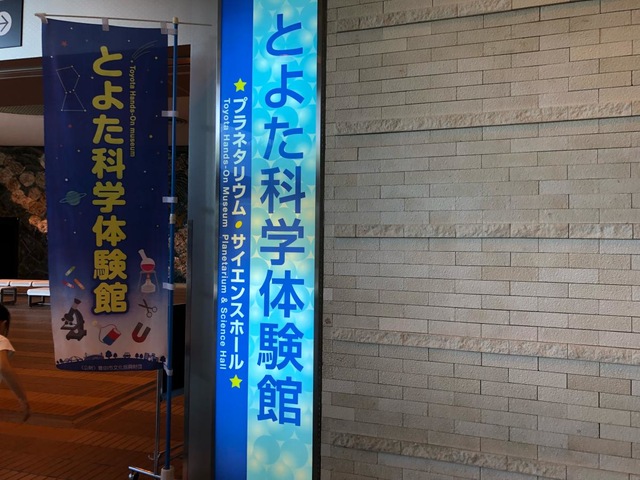 とよた科学体験館
Toyota Hands-On museum
とよた科学体験館
★プラネタリウム・サイエンスホール★
Toyota Hands-On Museum Planetarium & Science Hall